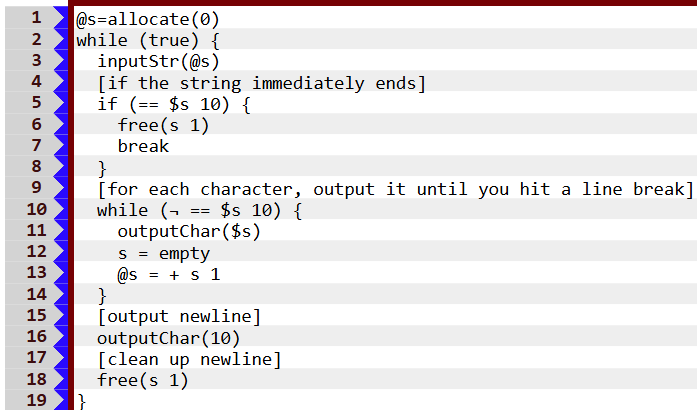 1 @s=allocate(0)
2 while (true) {
3 inputStr(@s)
4 [if the string immediately ends]
5 if (== $s 10) {
6 free(s 1)
7 break
8 }
9 [for each character, output it until you hit a line break]
10 while (¬ == $s 10) {
11 outputChar($s)
12 s = empty
13 @s = + s 1
14 }
15 [output newline]
16 outputChar(10)
17 [clean up newline]
18 free(s 1)
19 }